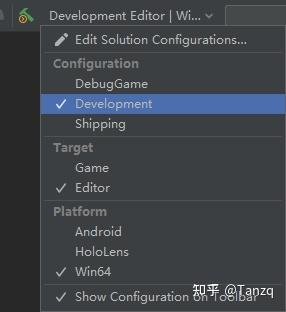 Development Editor | Wi...
Edit Solution Configurations...
Configuration
DebugGame
Development
Shipping
Target
Game
Editor
Platform
Android
HoloLens
Win64
Show Configuration on Toolbar
知乎 @Tanzq